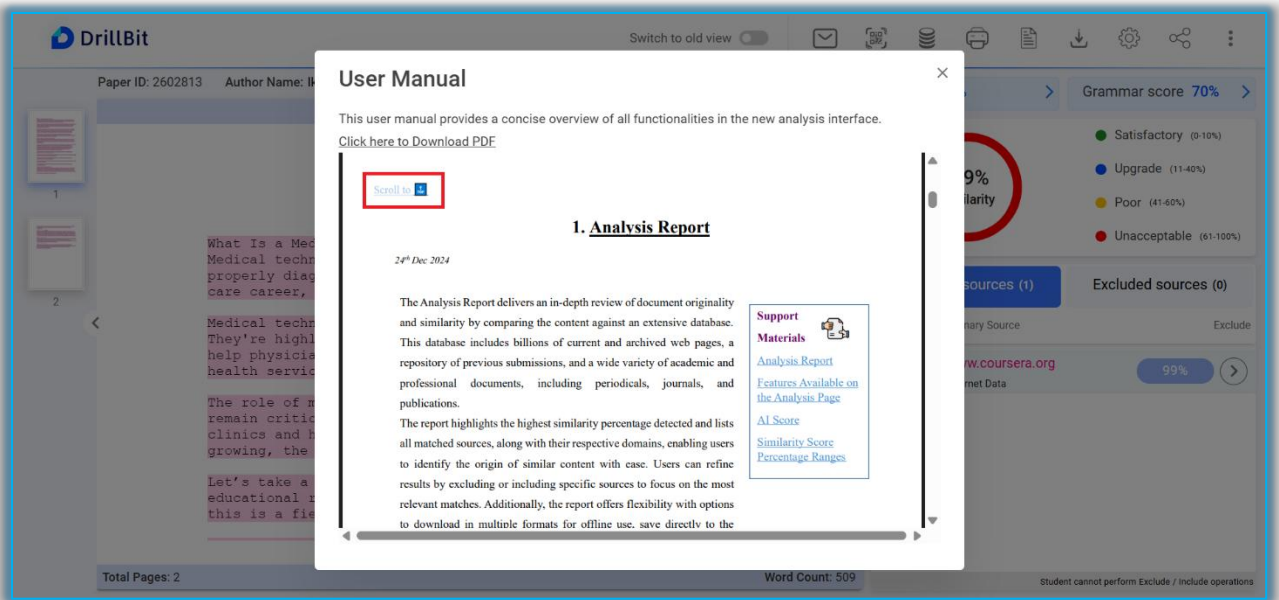 DrillBit
Switch to old view
Paper ID: 2602813 Author Name:
Grammar score 70%
1
2
What Is a
Medical techn
properly diag
care career,
Medical techn
They're highl
help physicia
health servic
The role of
remain critic
clinics and
growing, the
Let's take a
educational
this is a fie
Total Pages: 2
Word Count: 509
User Manual
This user manual provides a concise overview of all functionalities in the new analysis interface.
Click here to Download PDF
Scroll to
1. Analysis Report
24th Dec 2024
The Analysis Report delivers an in-depth review of document originality
and similarity by comparing the content against an extensive database.
This database includes billions of current and archived web pages, a
repository of previous submissions, and a wide variety of academic and
professional documents, including periodicals, journals, and
publications.
The report highlights the highest similarity percentage detected and lists
all matched sources, along with their respective domains, enabling users
to identify the origin of similar content with ease. Users can refine
results by excluding or including specific sources to focus on the most
relevant matches. Additionally, the report offers flexibility with options
to download in multiple formats for offline use, save directly to the
Support
Materials
Analysis Report
Features Available on
the Analysis Page
AI Score
Similarity Score
Percentage Ranges
9%
ilarity
Satisfactory (0-10%)
Upgrade (11-40%)
Poor (41-60%)
Unacceptable (61-100%)
ources (1)
Excluded sources (0)
nary Source
Exclude
w.coursera.org
rnet Data
99%
Student cannot perform Exclude / Include operations